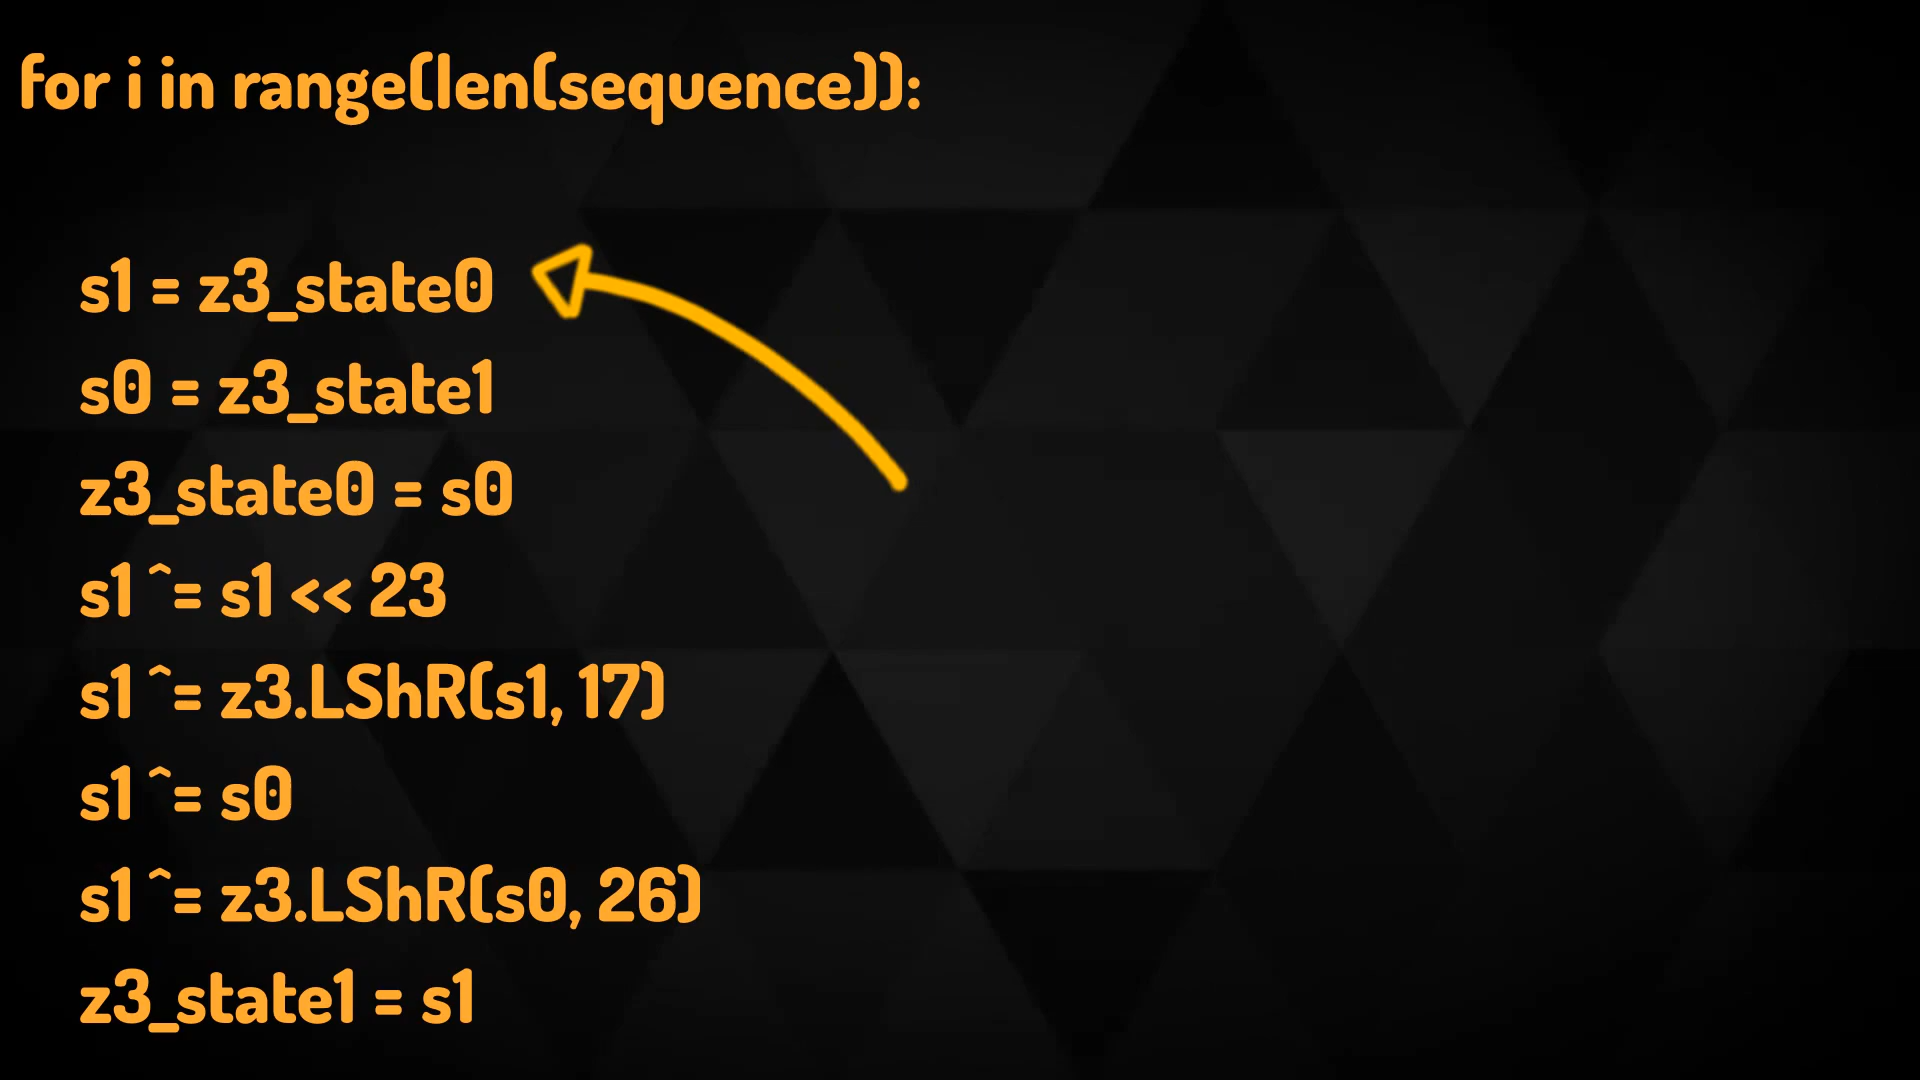 for i in range(len(sequence)):
s1 = z3_state0
s0 = z3_state1
z3_state0 = s0
s1 ^= s1 << 23
s1 ^= z3.LShR(s1, 17)
s1 ^= s0
s1 ^= z3.LShR(s0, 26)
z3_state1 = s1